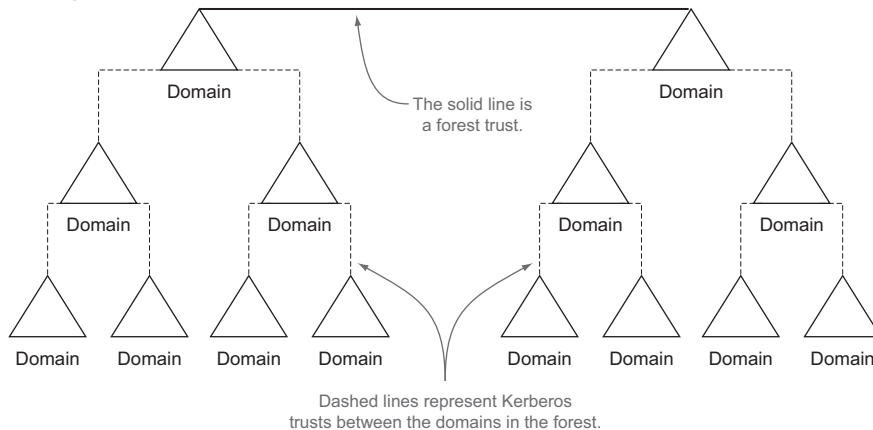 Domain
Domain
The solid line is
a forest trust.
Domain
Domain
Domain
Domain
Domain
Domain
Domain
Domain
Domain
Domain
Domain
Domain
Dashed lines represent Kerberos
trusts between the domains in the forest.